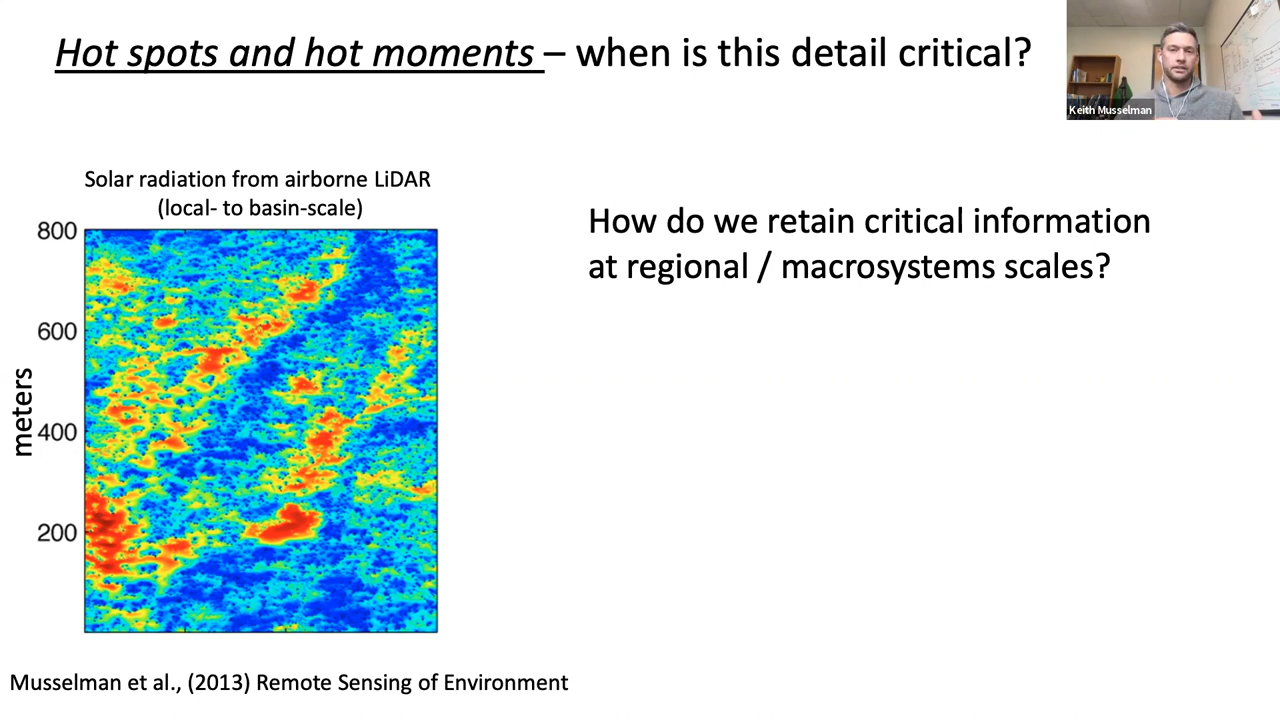 Hot spots and hot moments – when is this detail critical?
Keith Musselman
Solar radiation from airborne LiDAR
(local- to basin-scale)
How do we retain critical information
at regional / macrosystems scales?
800
600
400
200
meters
Musselman et al., (2013) Remote Sensing of Environment